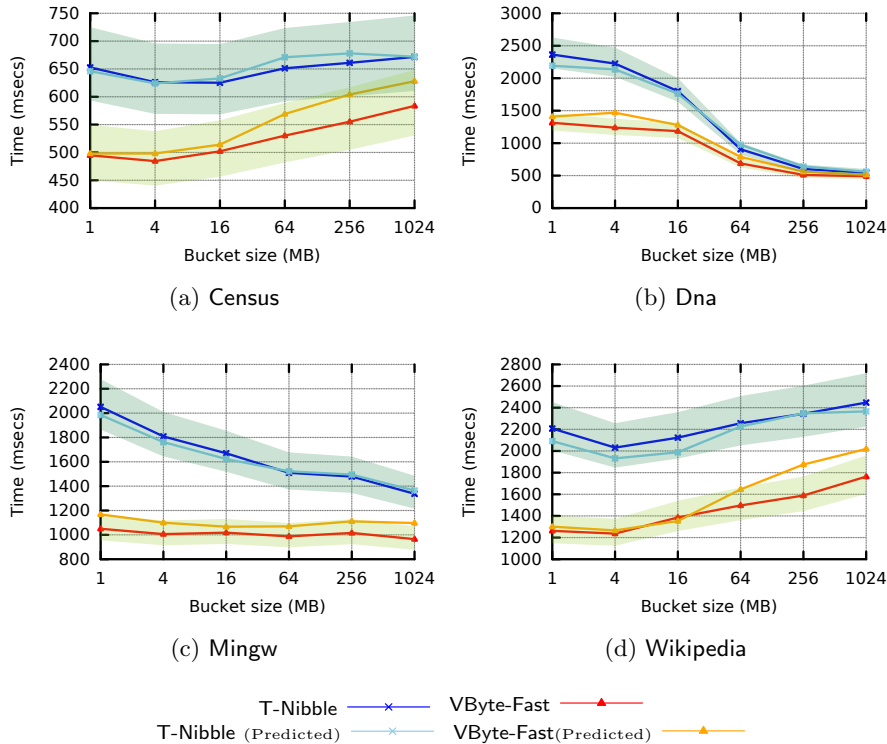 750
700
650
600
550
500
450
400
Time (msecs)
1 4 16 64 256 1024
Bucket size (MB)
(a) Census
3000
2500
2000
1500
1000
500
0
Time (msecs)
1 4 16 64 256 1024
Bucket size (MB)
(b) Dna
2400
2200
2000
1800
1600
1400
1200
1000
800
Time (msecs)
1 4 16 64 256 1024
Bucket size (MB)
(c) Mingw
2800
2600
2400
2200
2000
1800
1600
1400
1200
1000
Time (msecs)
1 4 16 64 256 1024
Bucket size (MB)
(d) Wikipedia
T-Nibble VByte-Fast
T-Nibble (Predicted) VByte-Fast(Predicted)